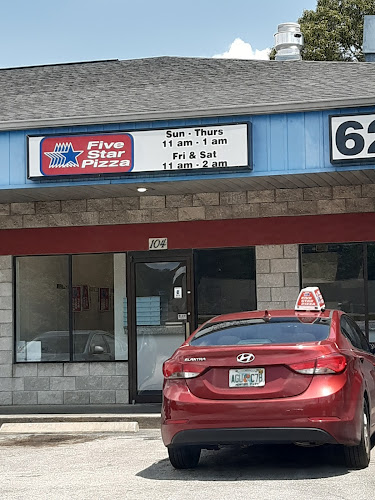 Five
Star
Pizza
Sun - Thurs
11 am - 1 am
Fri & Sat
11 am - 2 am
62
104
ELANTRA